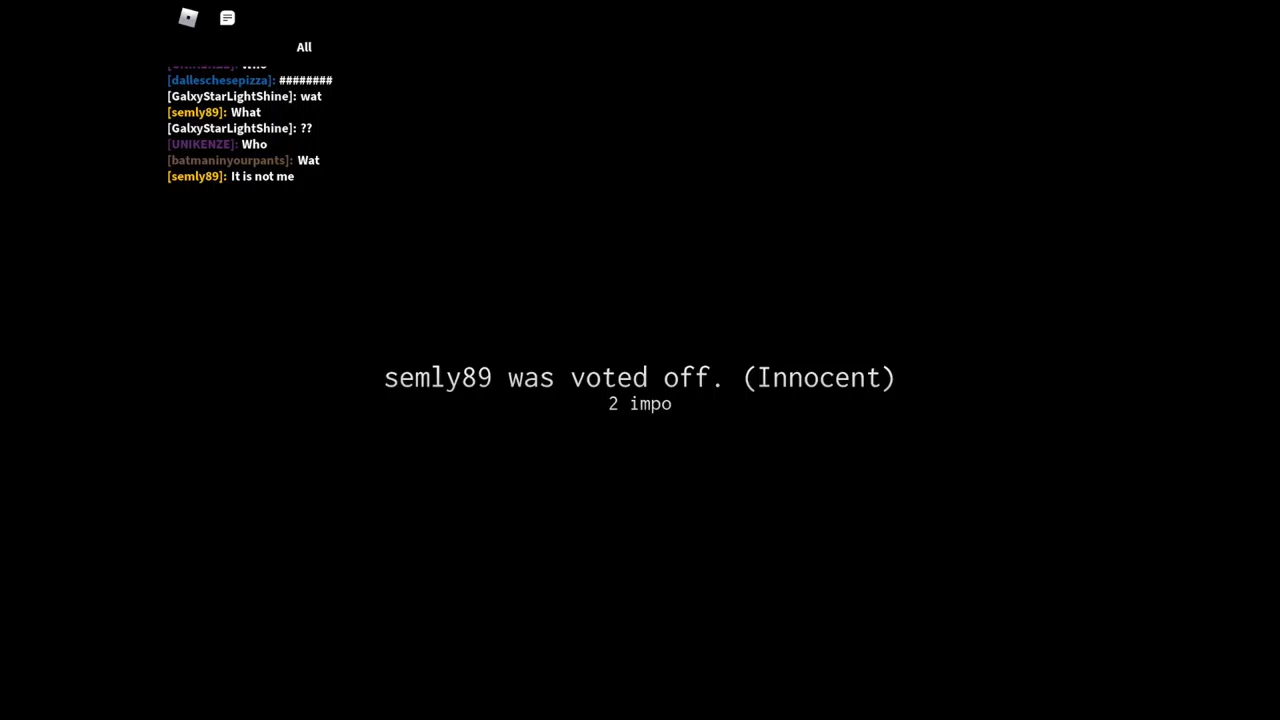 All
[dalleschesepizza]: ########
[GalxyStarLightShine]: wat
[semly89]: What
[GalxyStarLightShine]: ??
[UNIKENZE]: Who
[batmaninyourpants]: Wat
[semly89]: It is not me
semly89 was voted off. (Innocent)
2 impo